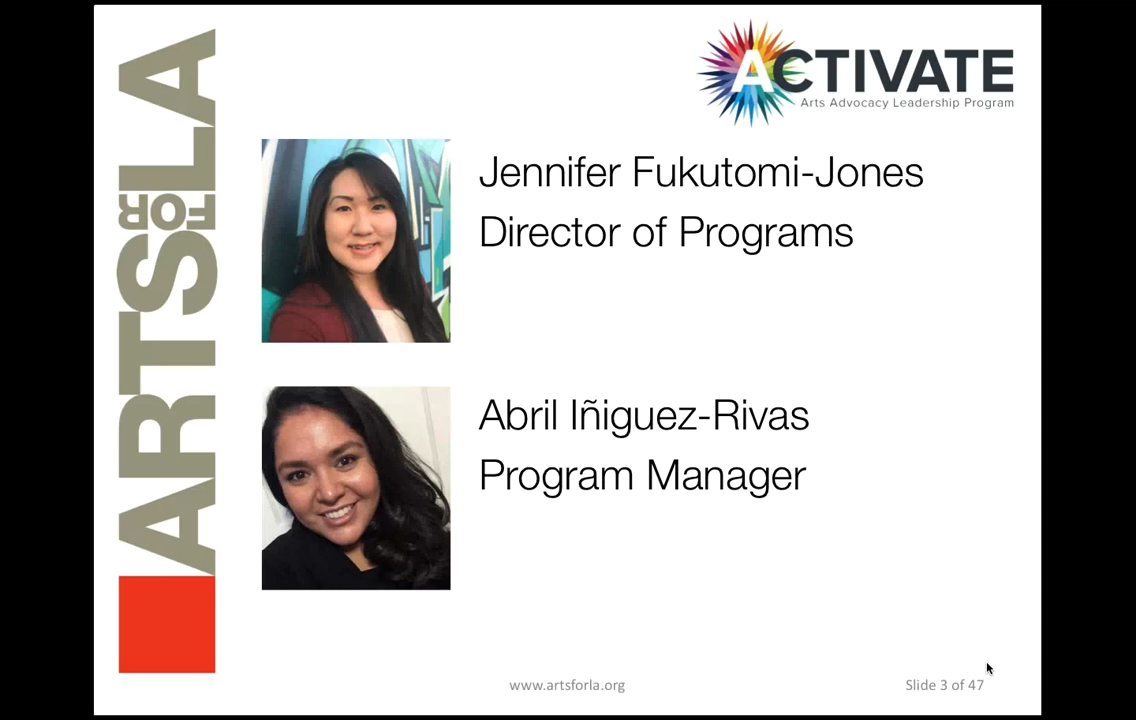 ARTS FOR LA
ACTIVATE
Arts Advocacy Leadership Program
Jennifer Fukutomi-Jones
Director of Programs
Abril Iñiguez-Rivas
Program Manager
www.artsforla.org
Slide 3 of 47